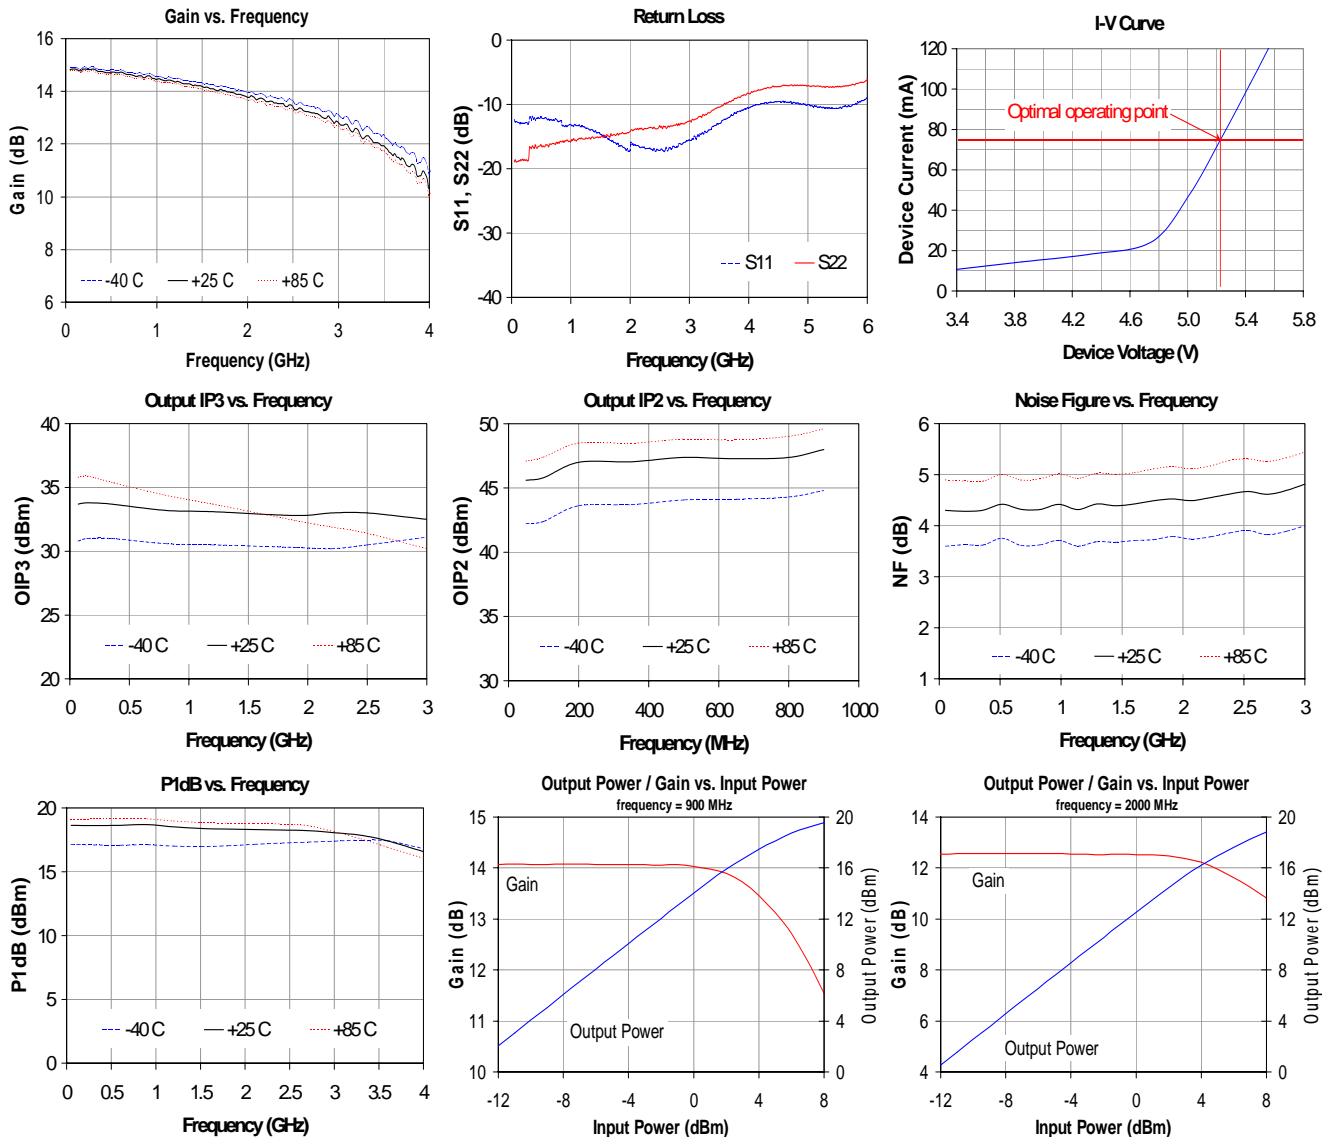 Gain vs. Frequency
16
14
12
10
8
6
Gain (dB)
-40 C
+25 C
+85 C
0
1
2
3
4
Frequency (GHz)
Return Loss
0
-10
-20
-30
-40
S11, S22 (dB)
S11
S22
0
1
2
3
4
5
6
Frequency (GHz)
I-V Curve
120
100
80
60
40
20
0
Device Current (mA)
Optimal operating point
3.4
3.8
4.2
4.6
5.0
5.4
5.8
Device Voltage (V)
Output IP3 vs. Frequency
40
35
30
25
20
OIP3 (dBm)
-40 C
+25 C
+85 C
0
0.5
1
1.5
2
2.5
3
Frequency (GHz)
Output IP2 vs. Frequency
50
45
40
35
30
OIP2 (dBm)
-40 C
+25 C
+85 C
0
200
400
600
800
1000
Frequency (MHz)
Noise Figure vs. Frequency
6
5
4
3
2
1
NF (dB)
-40 C
+25 C
+85 C
0
0.5
1
1.5
2
2.5
3
Frequency (GHz)
P1dB vs. Frequency
20
15
10
5
0
P1dB (dBm)
-40 C
+25 C
+85 C
0
0.5
1
1.5
2
2.5
3
3.5
4
Frequency (GHz)
Output Power / Gain vs. Input Power
frequency = 900 MHz
15
14
13
12
11
10
Gain (dB)
Gain
Output Power
20
16
12
8
4
0
Output Power (dBm)
-12
-8
-4
0
4
8
Input Power (dBm)
Output Power / Gain vs. Input Power
frequency = 2000 MHz
14
12
10
8
6
4
Gain (dB)
Gain
Output Power
20
16
12
8
4
0
Output Power (dBm)
-12
-8
-4
0
4
8
Input Power (dBm)